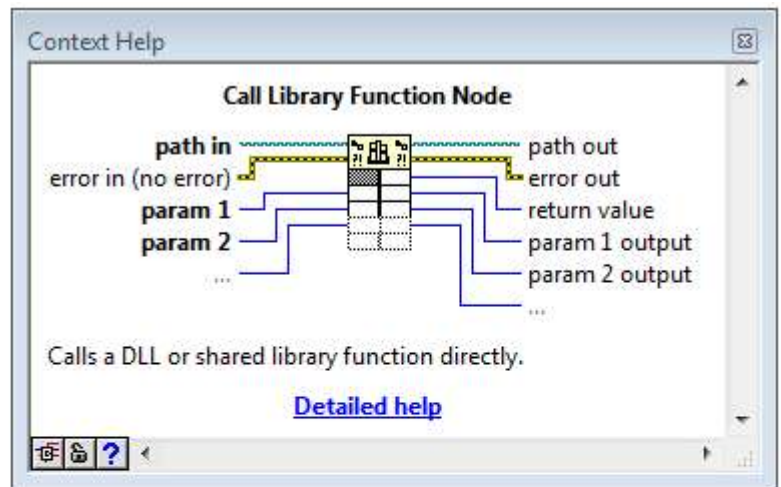 Context Help
Call Library Function Node
path in
path out
error in (no error)
error out
return value
param 1
param 1 output
param 2
param 2 output
...
...
Calls a DLL or shared library function directly.
Detailed help
?